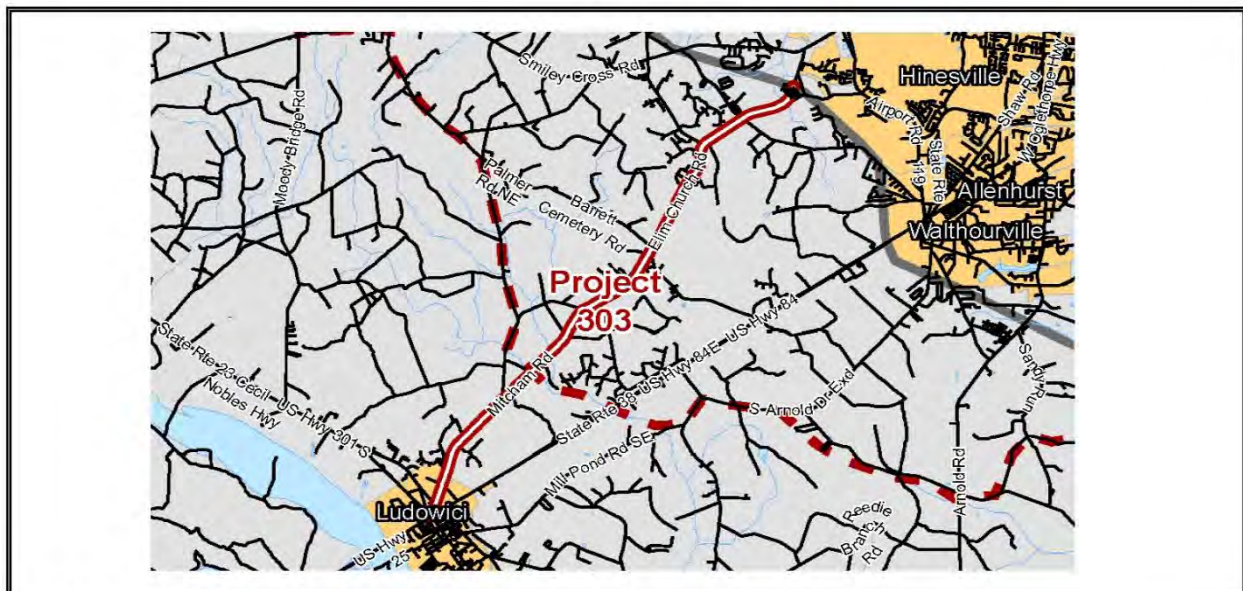 Smiley Cross Rd
Hinesville
Shaw Rd
W Oglethorpe Hwy
Airport Rd
State Rte
119
Moody Bridge Rd
Allenhurst
Walthourville
Palmer
Rd NE
Barrett
Cemetery Rd
Elim Church Rd
Project
303
State Rte 23 Cecil
Nobles Hwy
US Hwy 301 S
Mitcham Rd
State Rte 38
US Hwy 84E
US Hwy 84
S Arnold Dr Exd
Sandy Run
Mill Pond Rd SE
Arnold Rd
Ludowici
US Hwy
25
Reedie
Branch
Rd